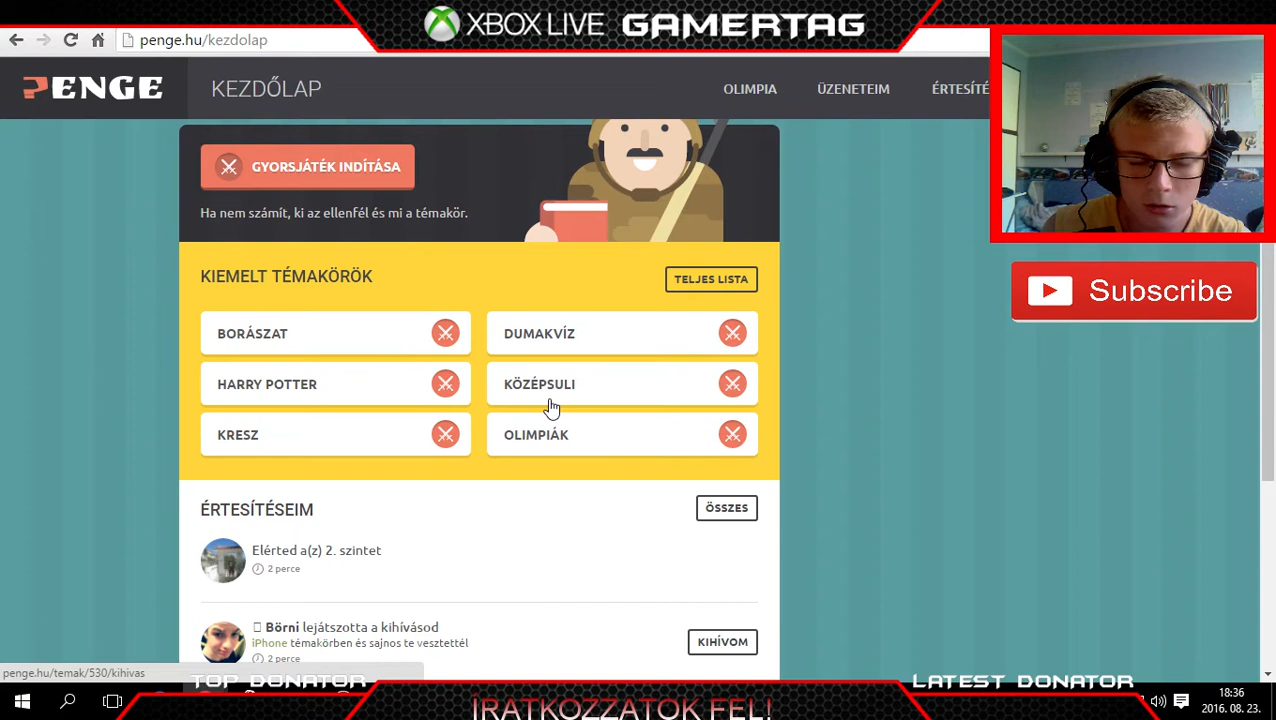 XBOX LIVE GAMERTAG
penge.hu/kezdolap
PENGE
KEZDŐLAP
OLIMPIA
ÜZENETEIM
GYORSJÁTÉK INDÍTÁSA
Ha nem számít, ki az ellenfél és mi a témakör.
Subscribe
KIEMELT TÉMAKÖRÖK
TELJES LISTA
BORÁSZAT
DUMAKVÍZ
HARRY POTTER
KÖZÉPSULI
KRESZ
OLIMPIÁK
ÉRTESÍTÉSEIM
ÖSSZES
Elérted a(z) 2. szintet
2 perce
Börni lejátszotta a kihívásod
iPhone témakörben és sajnos te vesztettél
2 perce
KIHÍVOM
penge.hu/temak/530/kihivas
TOP DONATOR
LATEST DONATOR
İRATKOZZATOK FEL!
18:36
2016. 08. 23.